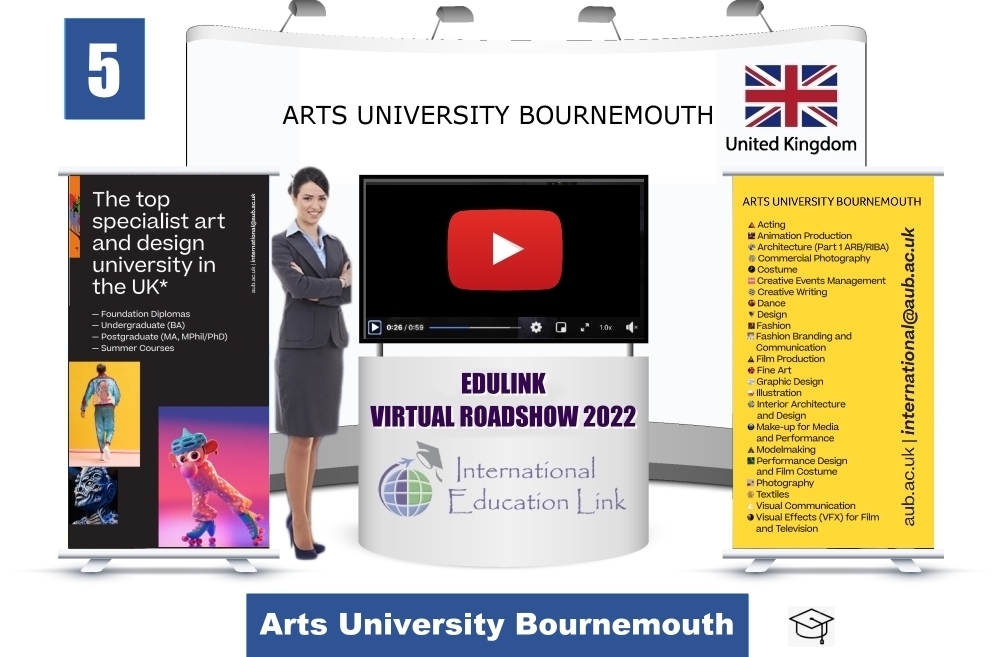 5
ARTS UNIVERSITY BOURNEMOUTH
United Kingdom
The top
specialist art
and design
university in
the UK*
aub.ac.uk | international@aub.ac.uk
— Foundation Diplomas
— Undergraduate (BA)
— Postgraduate (MA, MPhil/PhD)
— Summer Courses
0:26 / 0:59
1.0x
EDULINK
VIRTUAL ROADSHOW 2022
International
Education Link
ARTS UNIVERSITY BOURNEMOUTH
Acting
Animation Production
Architecture (Part 1 ARB/RIBA)
Commercial Photography
Costume
Creative Events Management
Creative Writing
Dance
Design
Fashion
Fashion Branding and
Communication
Film Production
Fine Art
Graphic Design
Illustration
Interior Architecture
and Design
Make-up for Media
and Performance
Modelmaking
Performance Design
and Film Costume
Photography
Textiles
Visual Communication
Visual Effects (VFX) for Film
and Television
aub.ac.uk | international@aub.ac.uk
Arts University Bournemouth